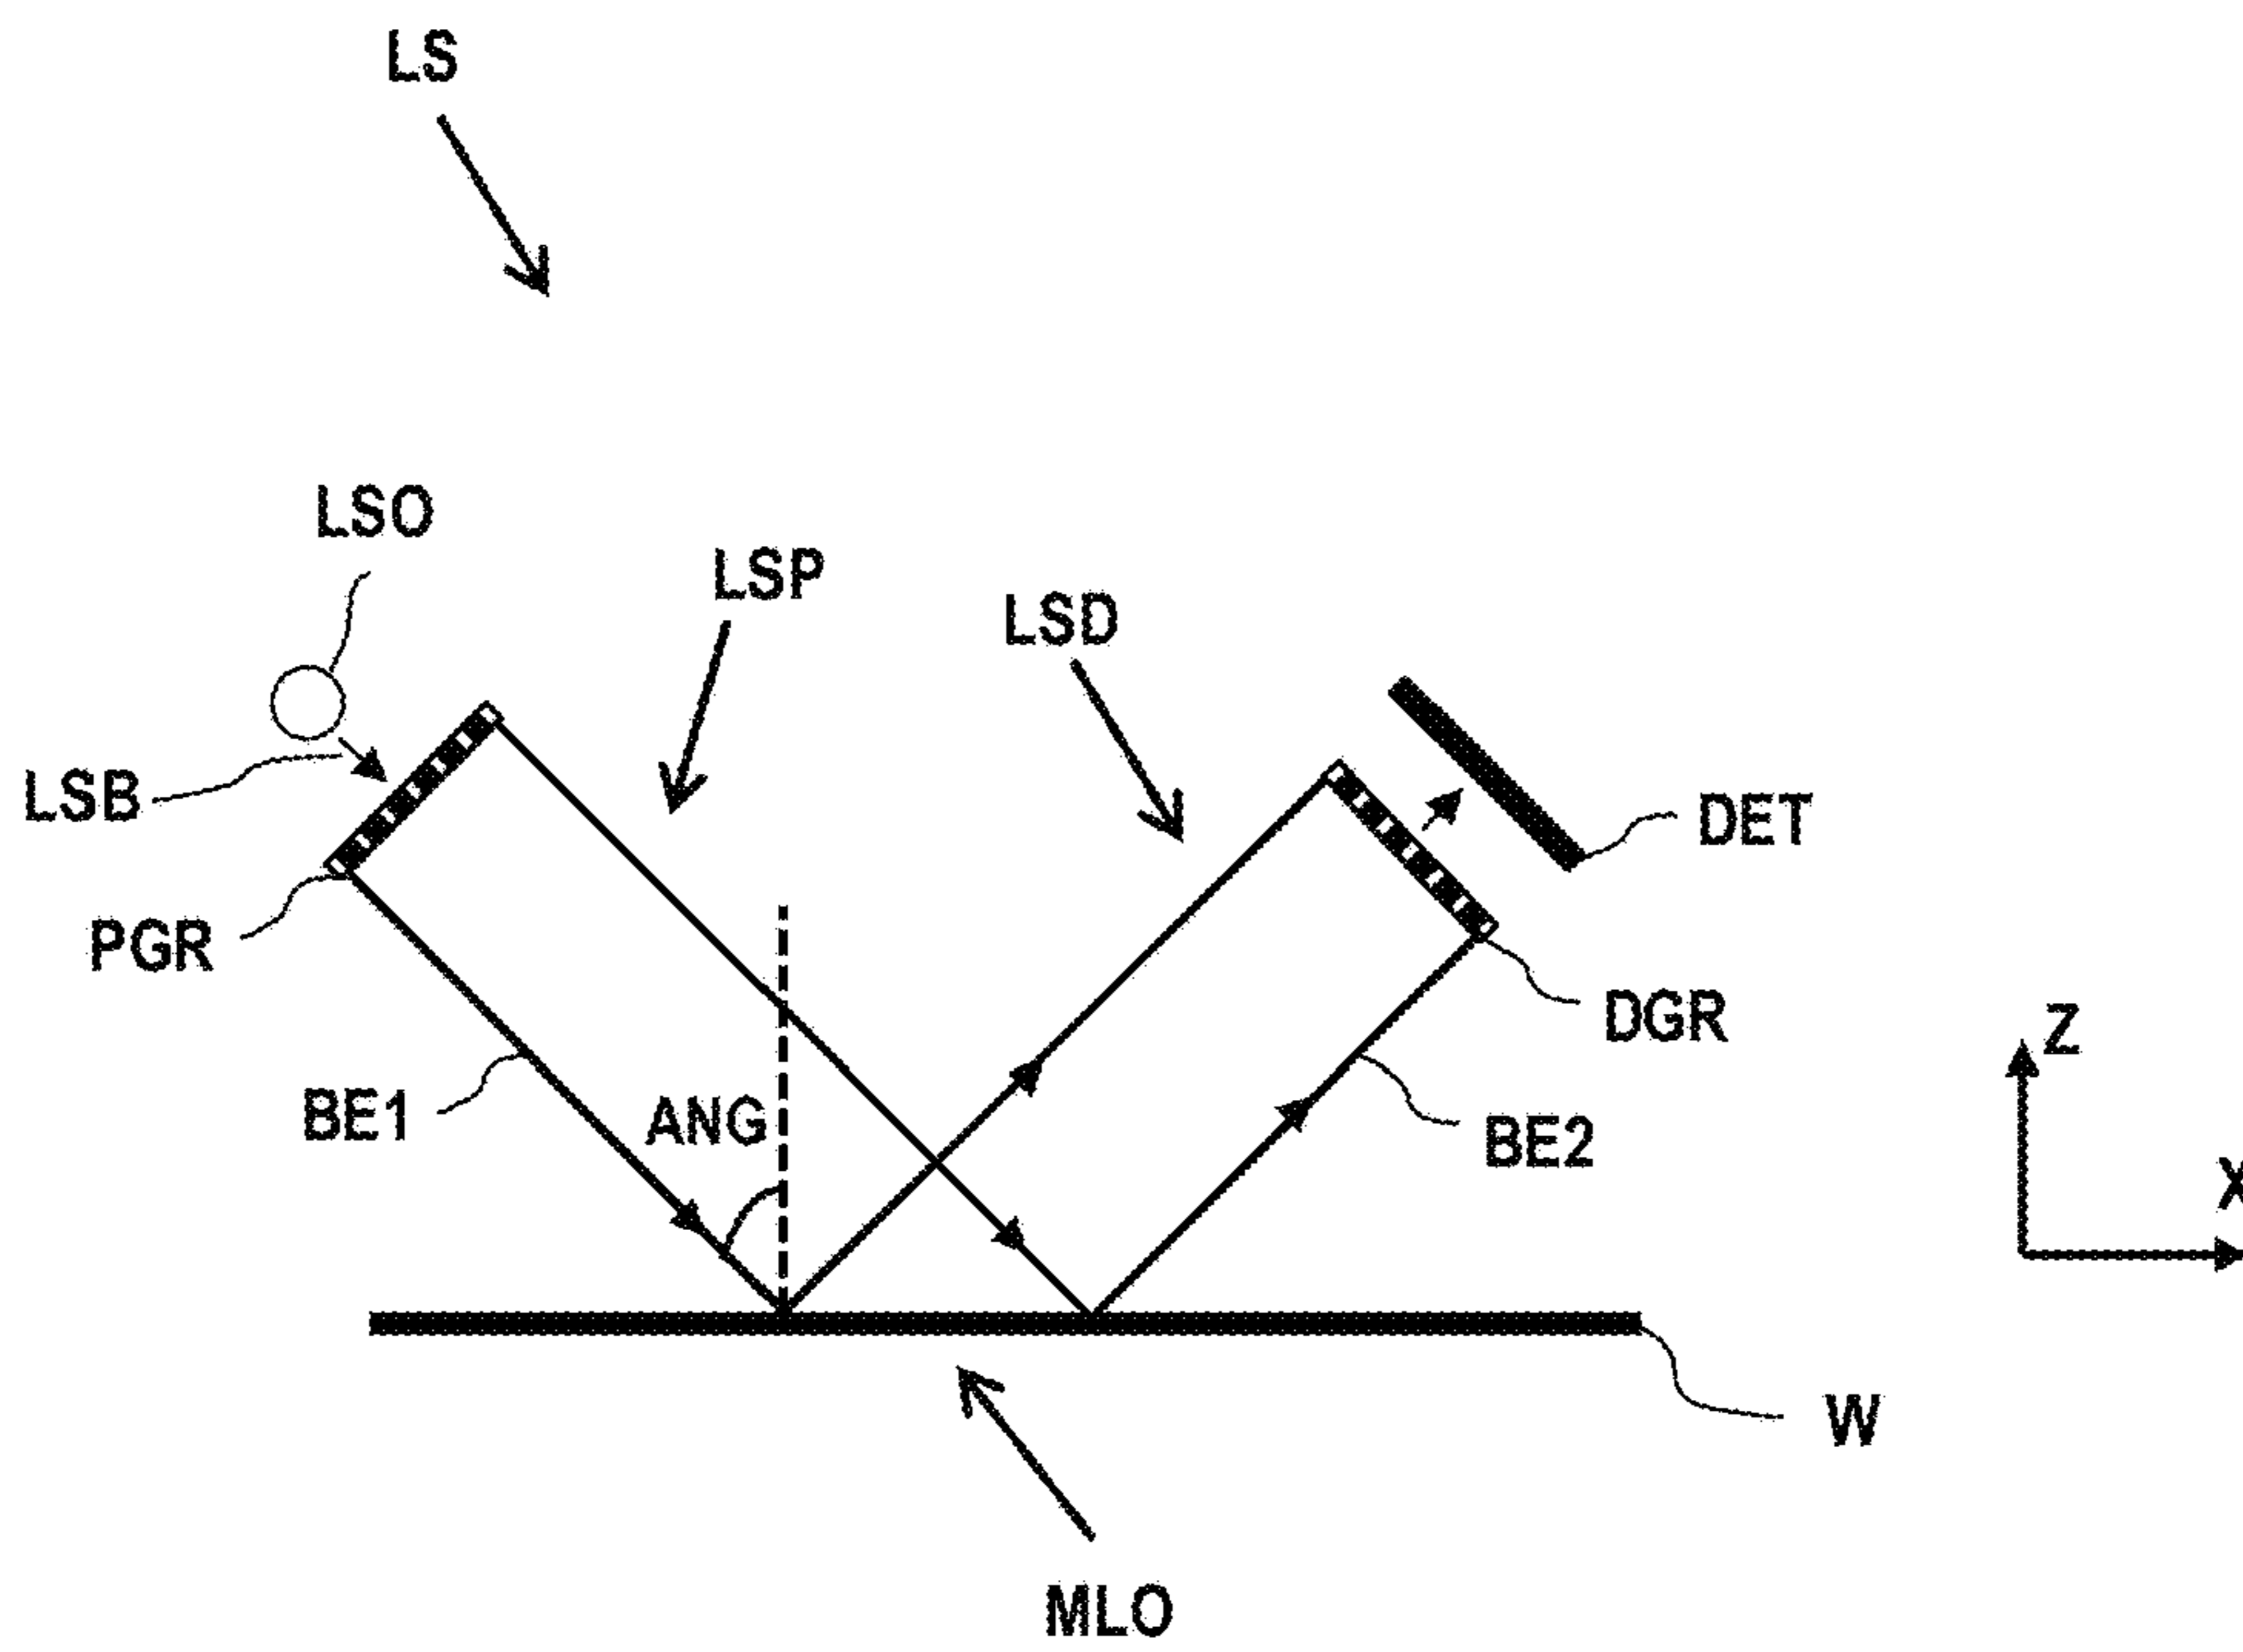 LS
LSO
LSP
LSD
LSB
DET
PGR
DGR
Z
BE1
ANG
BE2
X
W
MLO